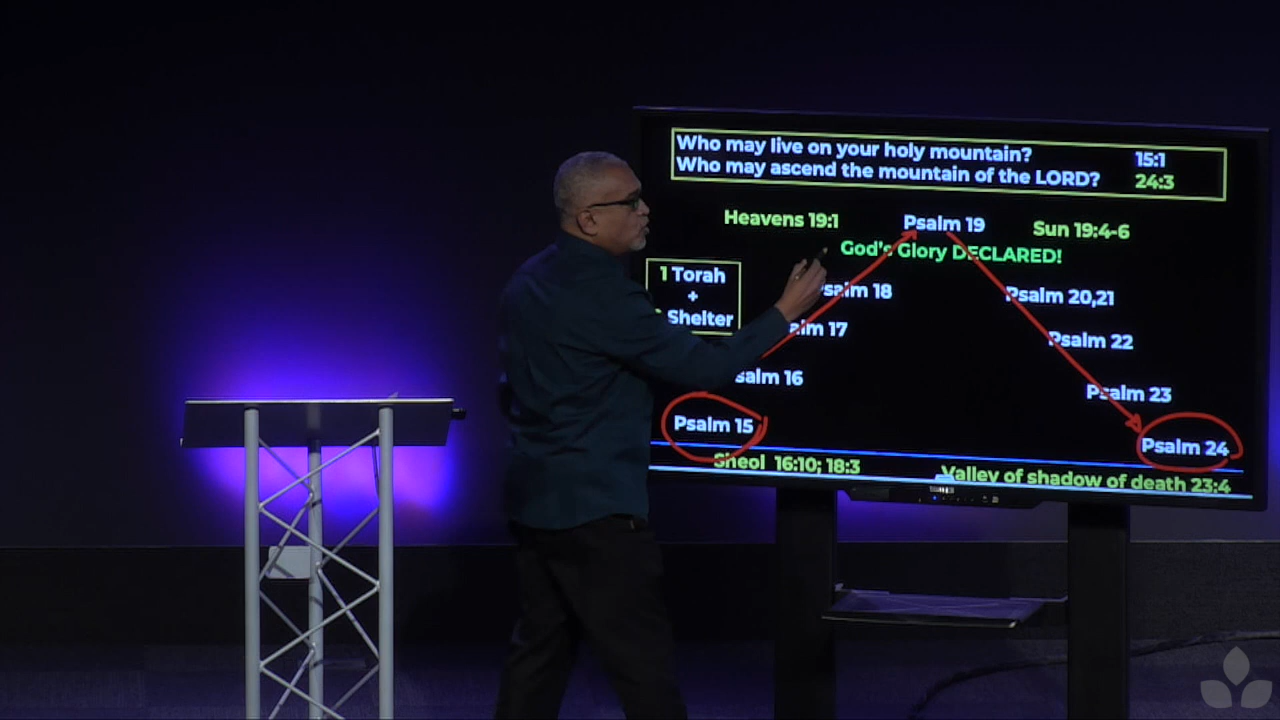 Who may live on your holy mountain? 15:1
Who may ascend the mountain of the LORD? 24:3
Heavens 19:1 Psalm 19 Sun 19:4-6
God's Glory DECLARED!
1 Torah
+
Shelter
Psalm 18 Psalm 20,21
Psalm 17 Psalm 22
Psalm 16 Psalm 23
Psalm 15 Psalm 24
Sheol 16:10; 18:3 Valley of shadow of death 23:4